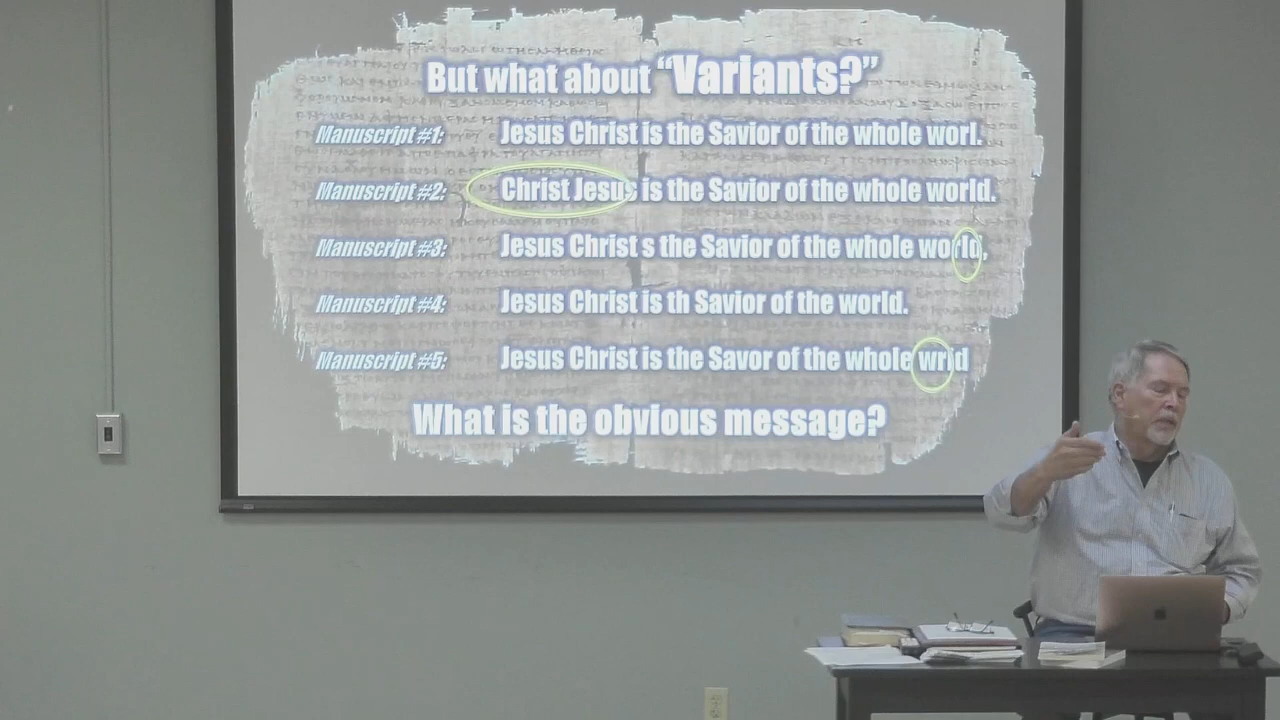 But what about “Variants?”
Manuscript #1: Jesus Christ is the Savior of the whole worl.
Manuscript #2: Christ Jesus is the Savior of the whole world.
Manuscript #3: Jesus Christ s the Savior of the whole world.
Manuscript #4: Jesus Christ is th Savior of the world.
Manuscript #5: Jesus Christ is the Savor of the whole wrld
What is the obvious message?